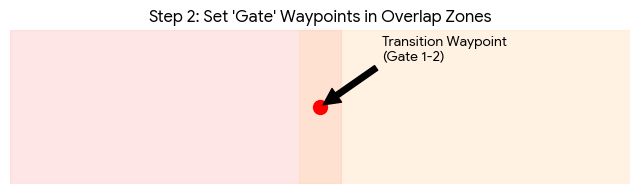 Step 2: Set 'Gate' Waypoints in Overlap Zones
Transition Waypoint
(Gate 1-2)